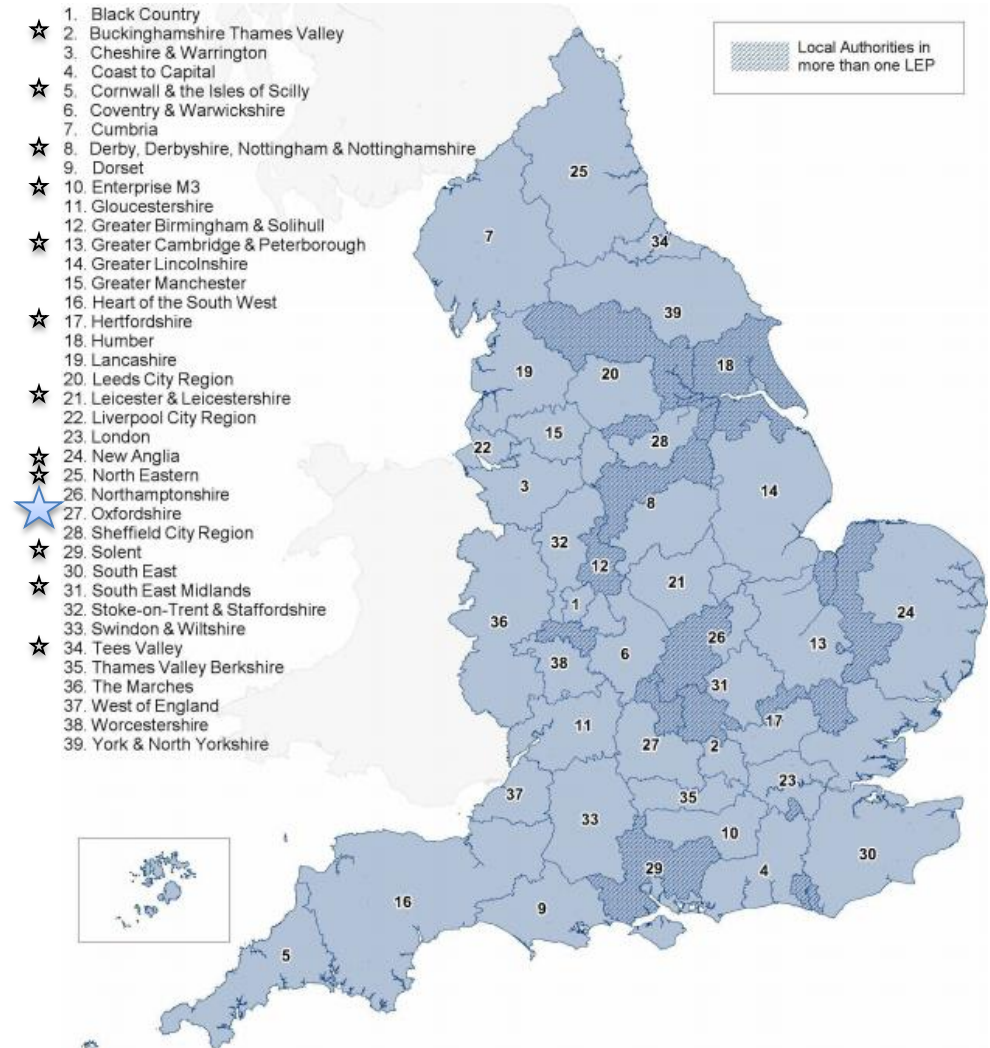 1. Black Country
2. Buckinghamshire Thames Valley
3. Cheshire & Warrington
4. Coast to Capital
5. Cornwall & the Isles of Scilly
6. Coventry & Warwickshire
7. Cumbria
8. Derby, Derbyshire, Nottingham & Nottinghamshire
9. Dorset
10. Enterprise M3
11. Gloucestershire
12. Greater Birmingham & Solihull
13. Greater Cambridge & Peterborough
14. Greater Lincolnshire
15. Greater Manchester
16. Heart of the South West
17. Hertfordshire
18. Humber
19. Lancashire
20. Leeds City Region
21. Leicester & Leicestershire
22. Liverpool City Region
23. London
24. New Anglia
25. North Eastern
26. Northamptonshire
27. Oxfordshire
28. Sheffield City Region
29. Solent
30. South East
31. South East Midlands
32. Stoke-on-Trent & Staffordshire
33. Swindon & Wiltshire
34. Tees Valley
35. Thames Valley Berkshire
36. The Marches
37. West of England
38. Worcestershire
39. York & North Yorkshire
Local Authorities in
more than one LEP
25
7
34
39
18
19
20
15
28
22
3
8
14
32
12
21
1
24
36
26
13
6
38
31
11
17
27
2
23
37
35
33
10
30
29
4
16
9
5